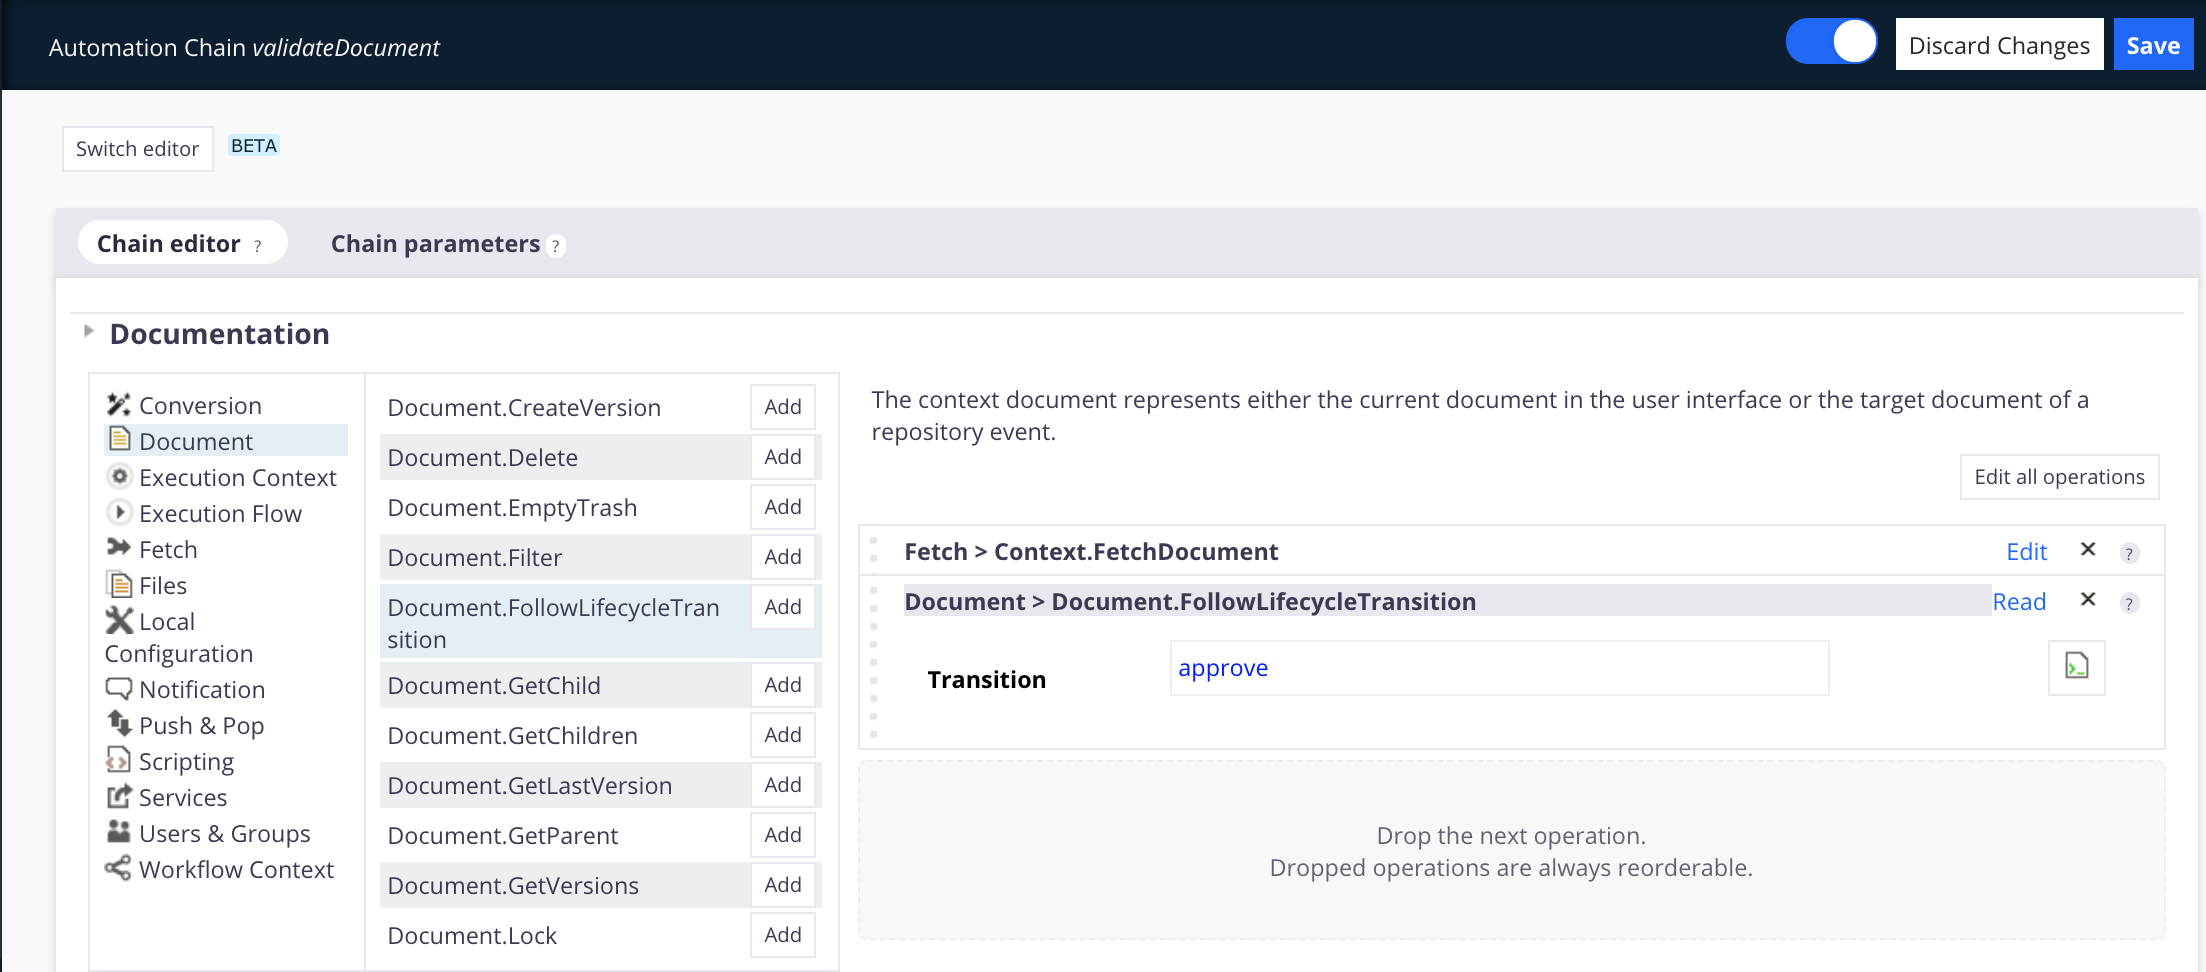 Automation Chain validateDocument
Discard Changes
Save
Switch editor
BETA
Chain editor ?
Chain parameters ?
Documentation
Conversion
Document
Execution Context
Execution Flow
Fetch
Files
Local
Configuration
Notification
Push & Pop
Scripting
Services
Users & Groups
Workflow Context
Document.CreateVersion Add
Document.Delete Add
Document.EmptyTrash Add
Document.Filter Add
Document.FollowLifecycleTran Add
sition
Document.GetChild Add
Document.GetChildren Add
Document.GetLastVersion Add
Document.GetParent Add
Document.GetVersions Add
Document.Lock Add
The context document represents either the current document in the user interface or the target document of a
repository event.
Edit all operations
Fetch > Context.FetchDocument Edit ?
Document > Document.FollowLifecycleTransition Read ?
Transition approve
Drop the next operation.
Dropped operations are always reorderable.